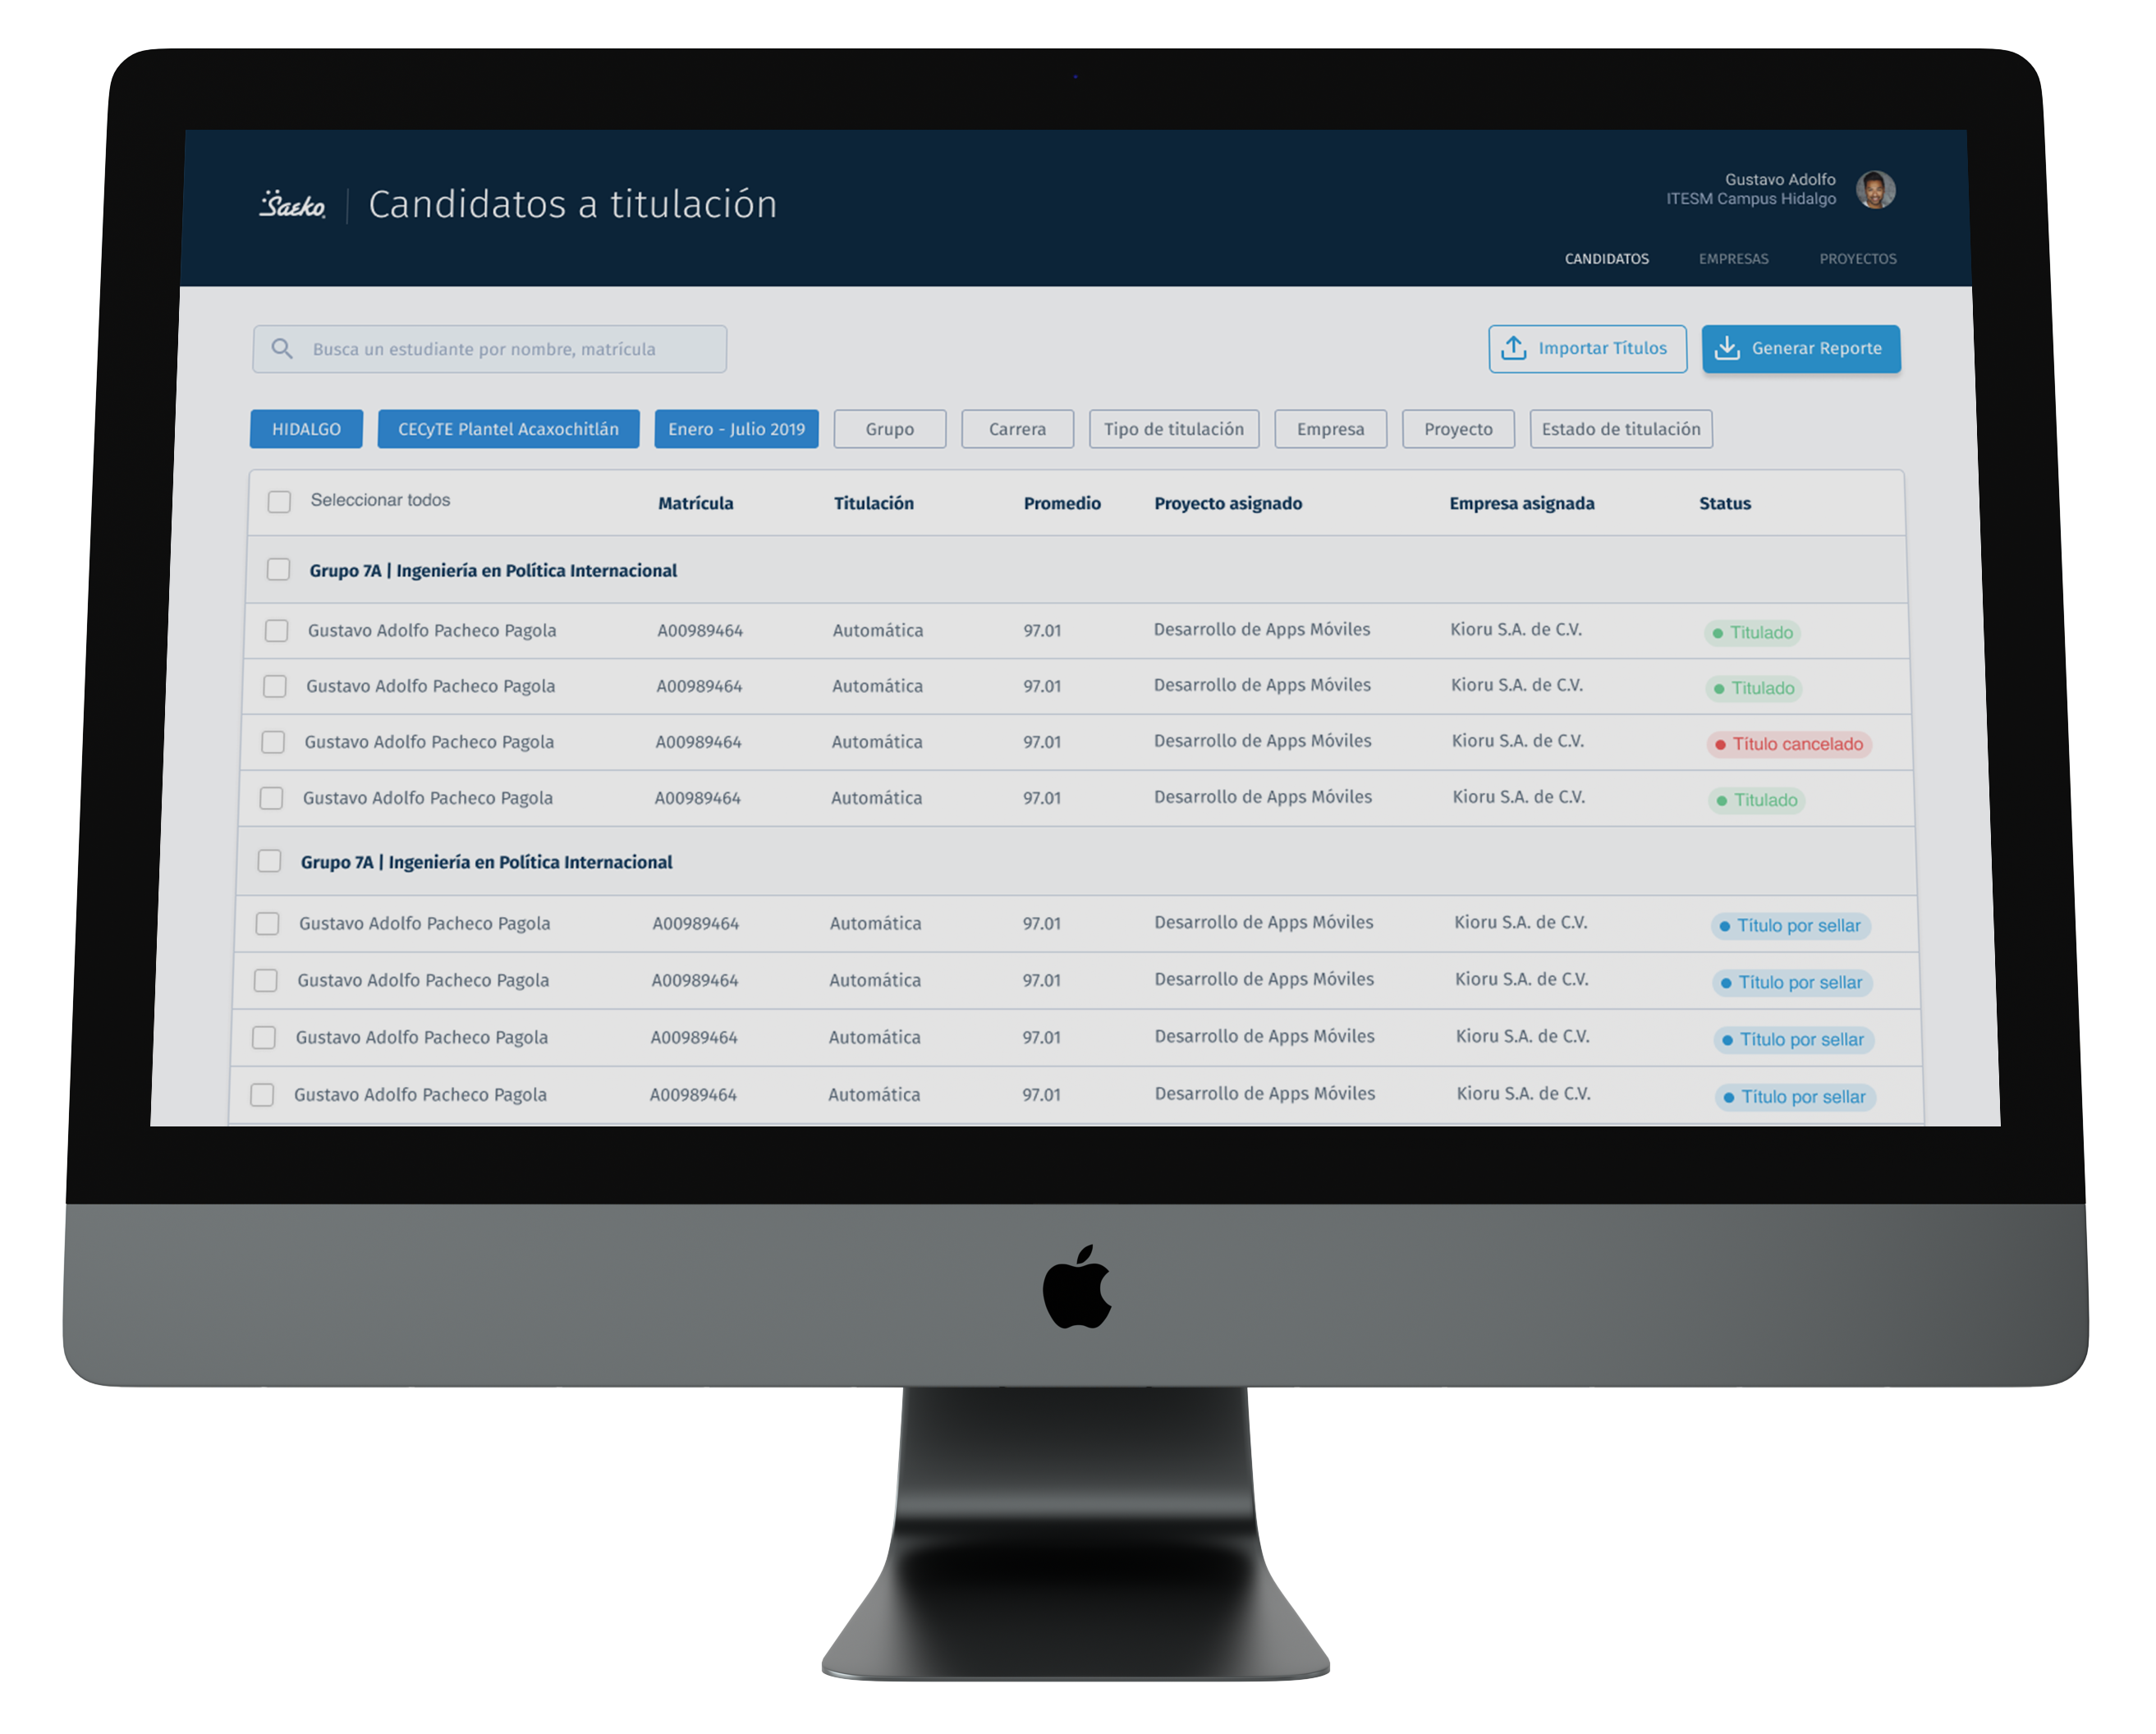 Saeko
Candidatos a titulación
Gustavo Adolfo
ITESM Campus Hidalgo
CANDIDATOS EMPRESAS PROYECTOS
Busca un estudiante por nombre, matrícula
Importar Títulos
Generar Reporte
HIDALGO CECyTE Plantel Acaxochitlán Enero - Julio 2019 Grupo Carrera Tipo de titulación Empresa Proyecto Estado de titulación
Seleccionar todos Matrícula Titulación Promedio Proyecto asignado Empresa asignada Status
Grupo 7A | Ingeniería en Política Internacional
Gustavo Adolfo Pacheco Pagola A00989464 Automática 97.01 Desarrollo de Apps Móviles Kioru S.A. de C.V. Titulado
Gustavo Adolfo Pacheco Pagola A00989464 Automática 97.01 Desarrollo de Apps Móviles Kioru S.A. de C.V. Titulado
Gustavo Adolfo Pacheco Pagola A00989464 Automática 97.01 Desarrollo de Apps Móviles Kioru S.A. de C.V. Título cancelado
Gustavo Adolfo Pacheco Pagola A00989464 Automática 97.01 Desarrollo de Apps Móviles Kioru S.A. de C.V. Titulado
Grupo 7A | Ingeniería en Política Internacional
Gustavo Adolfo Pacheco Pagola A00989464 Automática 97.01 Desarrollo de Apps Móviles Kioru S.A. de C.V. Título por sellar
Gustavo Adolfo Pacheco Pagola A00989464 Automática 97.01 Desarrollo de Apps Móviles Kioru S.A. de C.V. Título por sellar
Gustavo Adolfo Pacheco Pagola A00989464 Automática 97.01 Desarrollo de Apps Móviles Kioru S.A. de C.V. Título por sellar
Gustavo Adolfo Pacheco Pagola A00989464 Automática 97.01 Desarrollo de Apps Móviles Kioru S.A. de C.V. Título por sellar